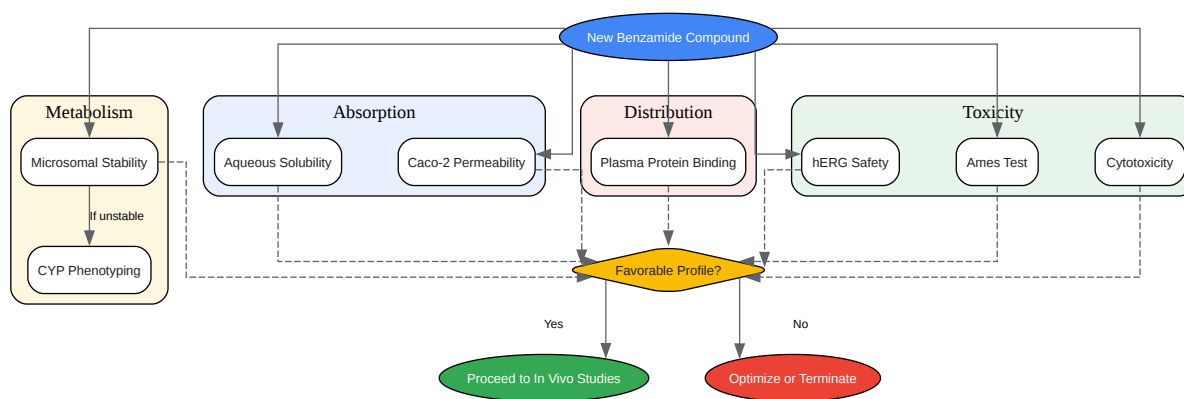 New Benzamide Compound
Metabolism
Absorption
Distribution
Toxicity
Microsomal Stability
Aqueous Solubility
Caco-2 Permeability
Plasma Protein Binding
hERG Safety
Ames Test
Cytotoxicity
If unstable
CYP Phenotyping
Favorable Profile?
Yes
No
Proceed to In Vivo Studies
Optimize or Terminate